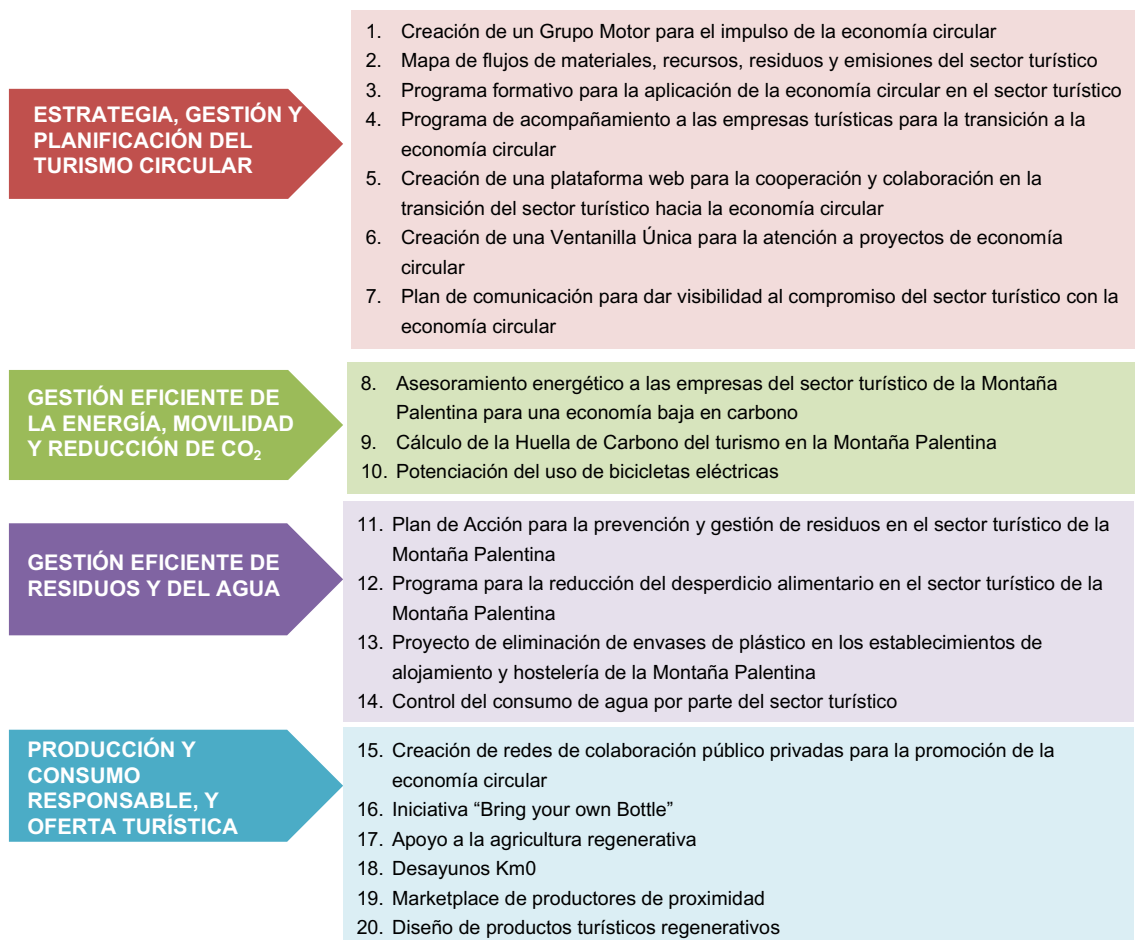 ESTRATEGIA, GESTIÓN Y
PLANIFICACIÓN DEL
TURISMO CIRCULAR
1. Creación de un Grupo Motor para el impulso de la economía circular
2. Mapa de flujos de materiales, recursos, residuos y emisiones del sector turístico
3. Programa formativo para la aplicación de la economía circular en el sector turístico
4. Programa de acompañamiento a las empresas turísticas para la transición a la
economía circular
5. Creación de una plataforma web para la cooperación y colaboración en la
transición del sector turístico hacia la economía circular
6. Creación de una Ventanilla Única para la atención a proyectos de economía
circular
7. Plan de comunicación para dar visibilidad al compromiso del sector turístico con la
economía circular
GESTIÓN EFICIENTE DE
LA ENERGÍA, MOVILIDAD
Y REDUCCIÓN DE CO₂
8. Asesoramiento energético a las empresas del sector turístico de la Montaña
Palentina para una economía baja en carbono
9. Cálculo de la Huella de Carbono del turismo en la Montaña Palentina
10. Potenciación del uso de bicicletas eléctricas
GESTIÓN EFICIENTE DE
RESIDUOS Y DEL AGUA
11. Plan de Acción para la prevención y gestión de residuos en el sector turístico de la
Montaña Palentina
12. Programa para la reducción del desperdicio alimentario en el sector turístico de la
Montaña Palentina
13. Proyecto de eliminación de envases de plástico en los establecimientos de
alojamiento y hostelería de la Montaña Palentina
14. Control del consumo de agua por parte del sector turístico
PRODUCCIÓN Y
CONSUMO
RESPONSABLE, Y
OFERTA TURÍSTICA
15. Creación de redes de colaboración público privadas para la promoción de la
economía circular
16. Iniciativa “Bring your own Bottle”
17. Apoyo a la agricultura regenerativa
18. Desayunos Km0
19. Marketplace de productores de proximidad
20. Diseño de productos turísticos regenerativos